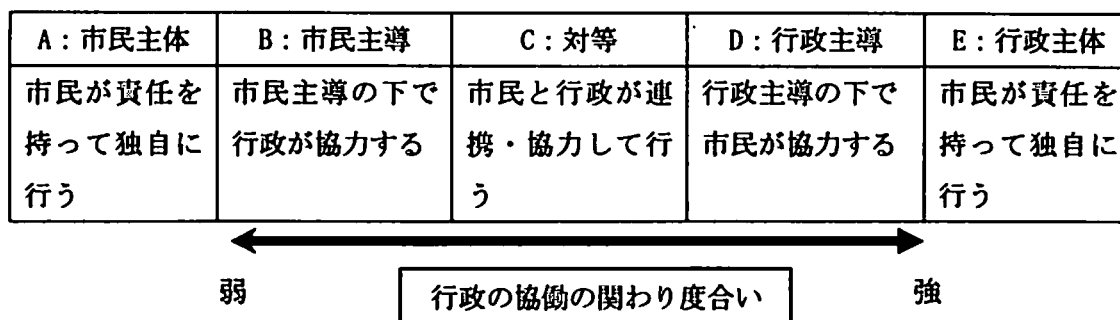 A：市民主体 B：市民主導 C：対等 D：行政主導 E：行政主体
市民が責任を
持って独自に
行う
市民主導の下で
行政が協力する
市民と行政が連
携・協力して行
う
行政主導の下で
市民が協力する
市民が責任を
持って独自に
行う
弱 強
行政の協働の関わり度合い